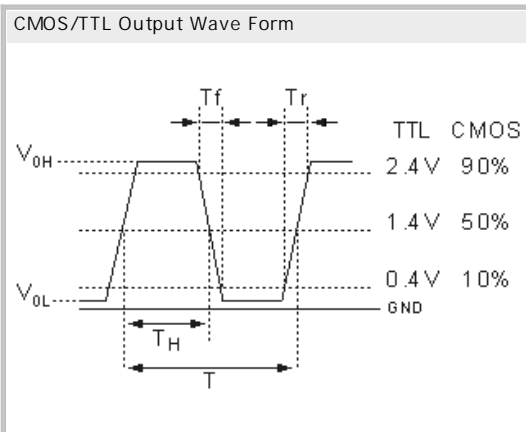 CMOS/TTL Output Wave Form
Tf Tr
TTL CMOS
V0H 2.4V 90%
1.4V 50%
0.4V 10%
V0L GND
TH
T